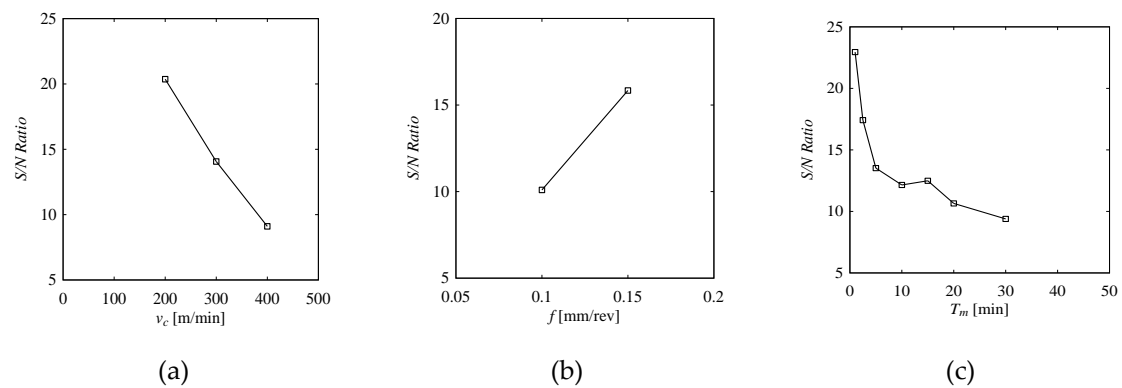 25
20
15
10
5
S/N Ratio
0 100 200 300 400 500
v_c [m/min]
(a)
20
15
10
5
S/N Ratio
0.05 0.1 0.15 0.2
f [mm/rev]
(b)
25
20
15
10
5
S/N Ratio
0 10 20 30 40 50
T_m [min]
(c)